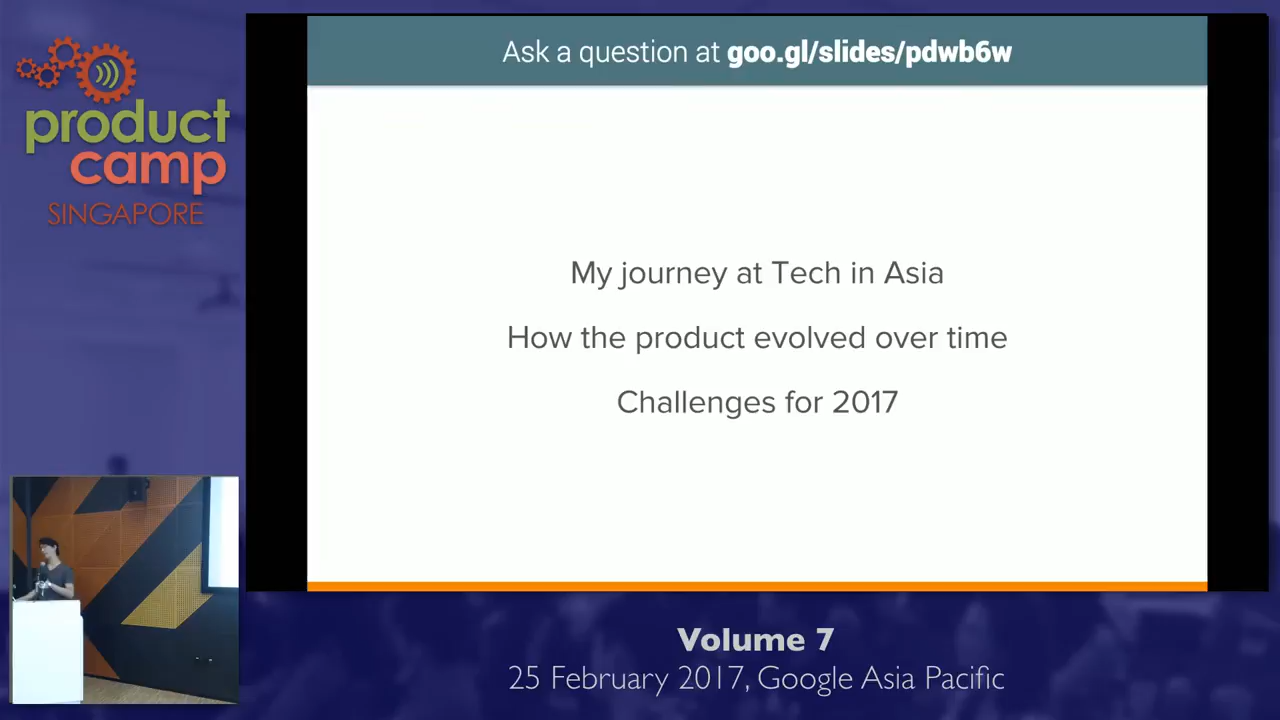 product
camp
SINGAPORE
Ask a question at goo.gl/slides/pdwb6w
My journey at Tech in Asia
How the product evolved over time
Challenges for 2017
Volume 7
25 February 2017, Google Asia Pacific